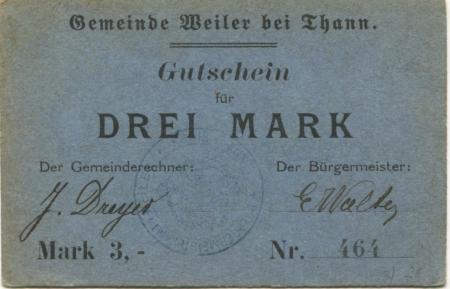 Gemeinde Weiler bei Thann.
Gutschein
für
DREI MARK
Der Gemeinderechner: Der Bürgermeister:
J. Dreyer E Walter
Mark 3,- Nr. 464